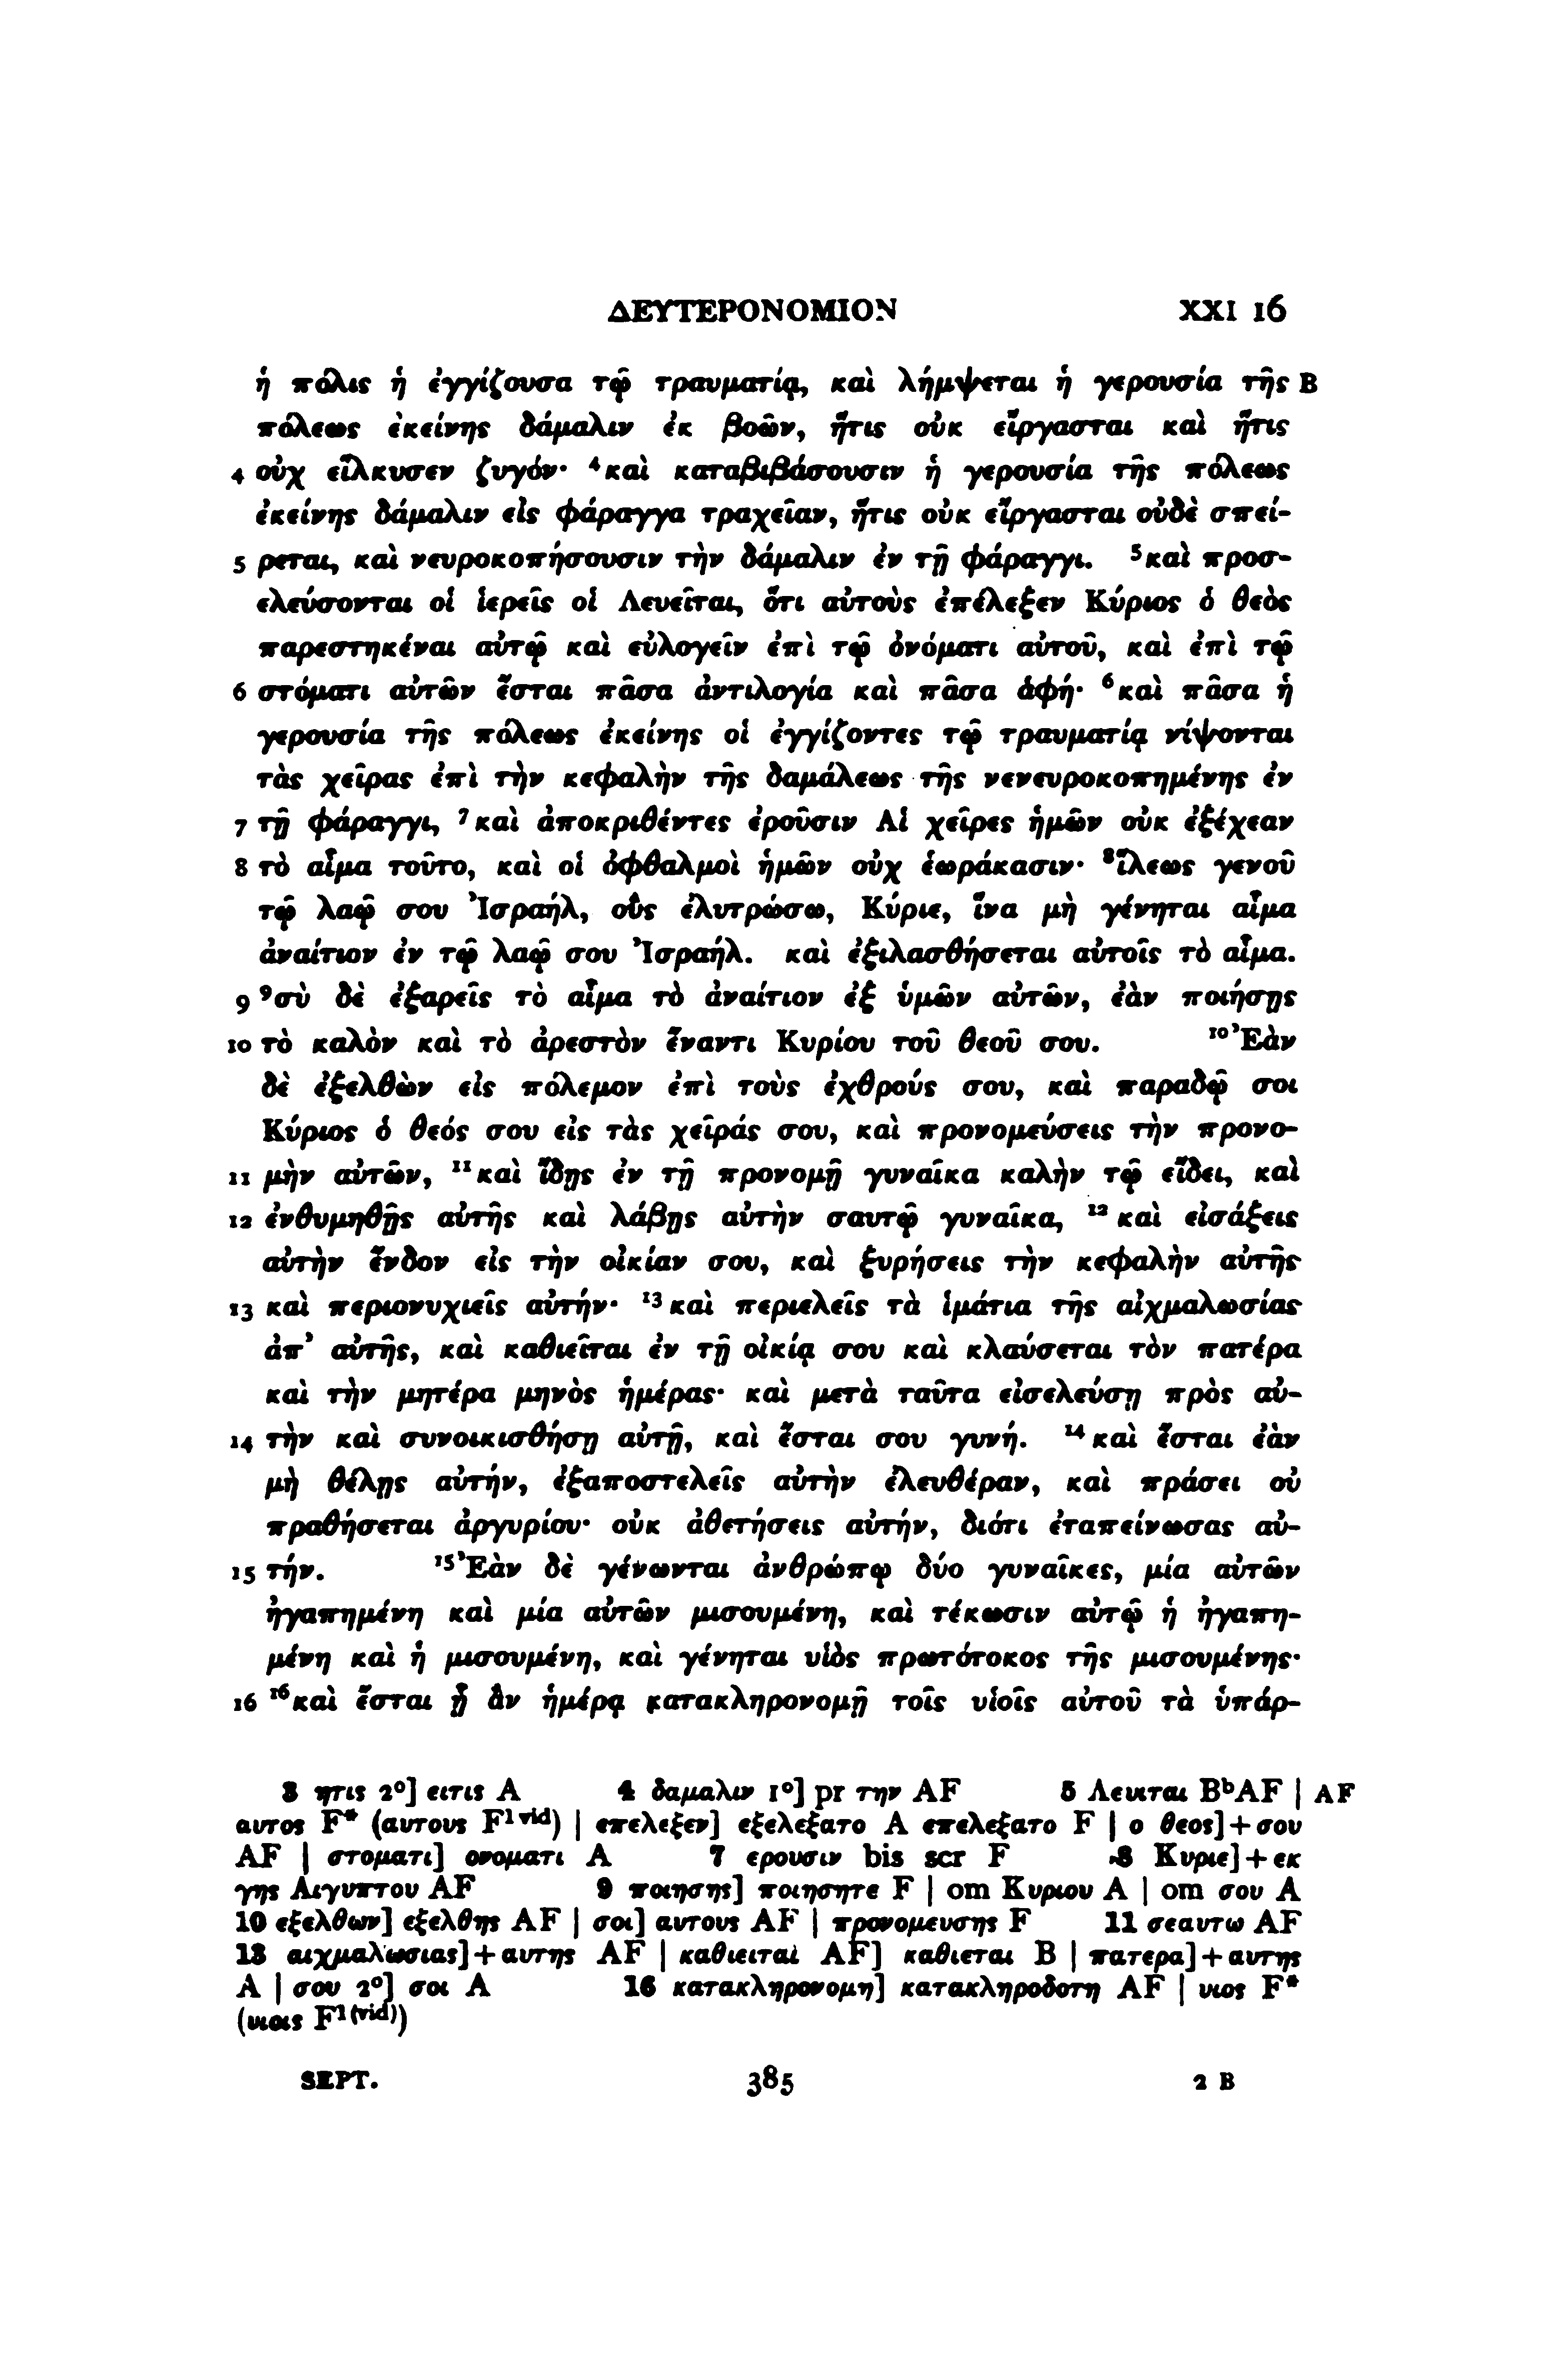 ΔΕΥΤΕΡΟΝΟΜΙΟΝ XXI 16
ἡ πόλις ἡ ἐγγίζουσα τῷ τραυματίᾳ, καὶ λήμψεται ἡ γερουσία τῆς B
πόλεως ἐκείνης δάμαλιν ἐκ βοῶν, ἥτις οὐκ εἴργασται καὶ ἥτις
4 οὐχ εἵλκυσεν ζυγόν· ⁴καὶ καταβιβάσουσιν ἡ γερουσία τῆς πόλεως
ἐκείνης δάμαλιν εἰς φάραγγα τραχεῖαν, ἥτις οὐκ εἴργασται οὐδὲ σπεί-
5 ρεται, καὶ νευροκοπήσουσιν τὴν δάμαλιν ἐν τῇ φάραγγι. ⁵καὶ προσ-
ελεύσονται οἱ ἱερεῖς οἱ Λευεῖται, ὅτι αὐτοὺς ἐπέλεξεν Κύριος ὁ θεὸς
παρεστηκέναι αὐτῷ καὶ εὐλογεῖν ἐπὶ τῷ ὀνόματι αὐτοῦ, καὶ ἐπὶ τῷ
6 στόματι αὐτῶν ἔσται πᾶσα ἀντιλογία καὶ πᾶσα ἁφή· ⁶καὶ πᾶσα ἡ
γερουσία τῆς πόλεως ἐκείνης οἱ ἐγγίζοντες τῷ τραυματίᾳ νίψονται
τὰς χεῖρας ἐπὶ τὴν κεφαλὴν τῆς δαμάλεως τῆς νενευροκοπημένης ἐν
7 τῇ φάραγγι, ⁷καὶ ἀποκριθέντες ἐροῦσιν Αἱ χεῖρες ἡμῶν οὐκ ἐξέχεαν
8 τὸ αἷμα τοῦτο, καὶ οἱ ὀφθαλμοὶ ἡμῶν οὐχ ἑωράκασιν· ⁸ἵλεως γενοῦ
τῷ λαῷ σου Ἰσραήλ, οὓς ἐλυτρώσω, Κύριε, ἵνα μὴ γένηται αἷμα
ἀναίτιον ἐν τῷ λαῷ σου Ἰσραήλ. καὶ ἐξιλασθήσεται αὐτοῖς τὸ αἷμα.
9 ⁹σὺ δὲ ἐξαρεῖς τὸ αἷμα τὸ ἀναίτιον ἐξ ὑμῶν αὐτῶν, ἐὰν ποιήσῃς
10 τὸ καλὸν καὶ τὸ ἀρεστὸν ἔναντι Κυρίου τοῦ θεοῦ σου. ¹⁰Ἐὰν
δὲ ἐξελθὼν εἰς πόλεμον ἐπὶ τοὺς ἐχθρούς σου, καὶ παραδῷ σοι
Κύριος ὁ θεός σου εἰς τὰς χεῖράς σου, καὶ προνομεύσεις τὴν προνο-
11 μὴν αὐτῶν, ¹¹καὶ ἴδῃς ἐν τῇ προνομῇ γυναῖκα καλὴν τῷ εἴδει, καὶ
12 ἐνθυμηθῇς αὐτῆς καὶ λάβῃς αὐτὴν σαυτῷ γυναῖκα, ¹²καὶ εἰσάξεις
αὐτὴν ἔνδον εἰς τὴν οἰκίαν σου, καὶ ξυρήσεις τὴν κεφαλὴν αὐτῆς
13 καὶ περιονυχιεῖς αὐτήν· ¹³καὶ περιελεῖς τὰ ἱμάτια τῆς αἰχμαλωσίας
ἀπ’ αὐτῆς, καὶ καθιεῖται ἐν τῇ οἰκίᾳ σου καὶ κλαύσεται τὸν πατέρα
καὶ τὴν μητέρα μηνὸς ἡμέρας· καὶ μετὰ ταῦτα εἰσελεύσῃ πρὸς αὐ-
14 τὴν καὶ συνοικισθήσῃ αὐτῇ, καὶ ἔσται σου γυνή. ¹⁴καὶ ἔσται ἐὰν
μὴ θέλῃς αὐτήν, ἐξαποστελεῖς αὐτὴν ἐλευθέραν, καὶ πράσει οὐ
πραθήσεται ἀργυρίου· οὐκ ἀθετήσεις αὐτήν, διότι ἐταπείνωσας αὐ-
15 τήν. ¹⁵Ἐὰν δὲ γένωνται ἀνθρώπῳ δύο γυναῖκες, μία αὐτῶν
ἠγαπημένη καὶ μία αὐτῶν μισουμένη, καὶ τέκωσιν αὐτῷ ἡ ἠγαπη-
μένη καὶ ἡ μισουμένη, καὶ γένηται υἱὸς πρωτότοκος τῆς μισουμένης·
16 ¹⁶καὶ ἔσται ᾗ ἂν ἡμέρᾳ κατακληρονομῇ τοῖς υἱοῖς αὐτοῦ τὰ ὑπάρ-
3 ητις 2°] ειτις A 4 δαμαλιν 1°] pr την AF 5 Λευιται BᵇAF | AF
αυτος F* (αυτους F¹ ᵛⁱᵈ) | επελεξεν] εξελεξατο A επελεξατο F | ο θεος]+σου
AF | στοματι] ονοματι A 7 ερουσιν bis scr F 8 Κυριε]+εκ
γης Αιγυπτου AF 9 ποιησης] ποιησητε F | om Κυριου A | om σου A
10 εξελθων] εξελθης AF | σοι] αυτους AF | προνομευσης F 11 σεαυτω AF
13 αιχμαλωσιας]+αυτης AF | καθιειται AF] καθιεται B | πατερα]+αυτης
A | σου 2°] σοι A 16 κατακληρονομη] κατακληροδοτη AF | υιος F*
(υιοις F¹⁽ᵛⁱᵈ⁾)
SEPT. 385 2 B